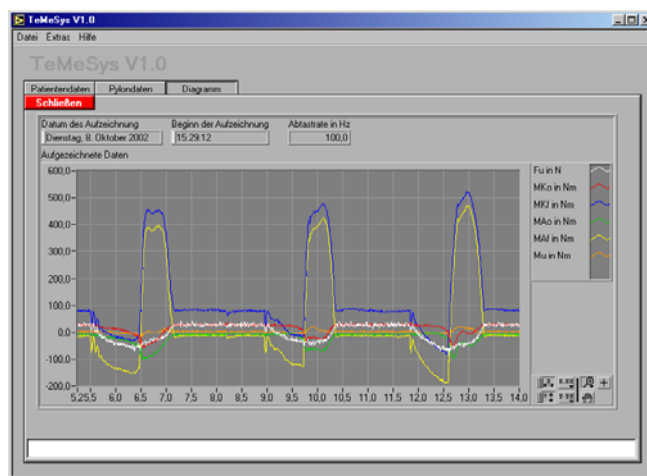 TeMeSys V1.0
Datei Extras Hilfe
TeMeSys V1.0
Patientendaten Pylondaten Diagramm
Schließen
Datum des Aufzeichnung Beginn der Aufzeichnung Abtastrate in Hz
Dienstag, 8. Oktober 2002 15:29:12 100,0
Aufgezeichnete Daten
600,0
500,0
400,0
300,0
200,0
100,0
0,0
-100,0
-200,0
5,25,5 6,0 6,5 7,0 7,5 8,0 8,5 9,0 9,5 10,0 10,5 11,0 11,5 12,0 12,5 13,0 13,5 14,0
Fu in N
MKo in Nm
MKf in Nm
MAo in Nm
MAf in Nm
Mu in Nm